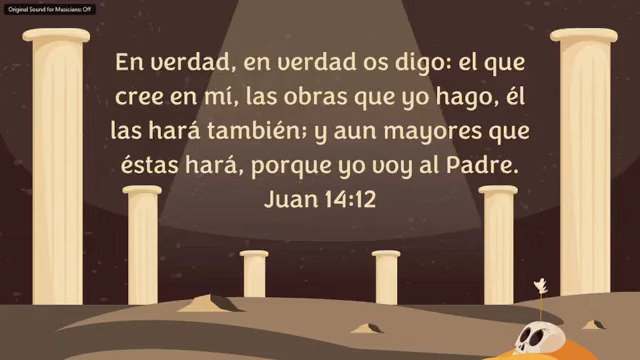 Original Sound for Musicians: Off
En verdad, en verdad os digo: el que
cree en mí, las obras que yo hago, él
las hará también; y aun mayores que
éstas hará, porque yo voy al Padre.
Juan 14:12